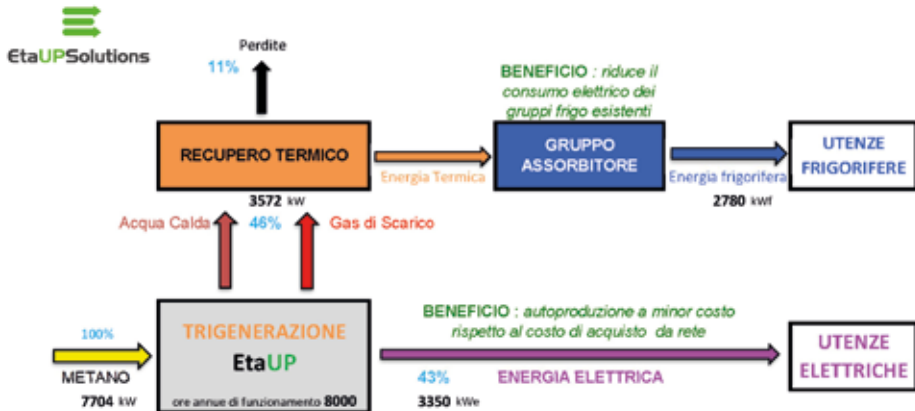 EtaUPSolutions
Perdite
11%
BENEFICIO : riduce il
consumo elettrico dei
gruppi frigo esistenti
RECUPERO TERMICO
Energia Termica
GRUPPO
ASSORBITORE
Energia frigorifera
UTENZE
FRIGORIFERE
3572 kW
2780 kWf
Acqua Calda
46%
Gas di Scarico
100%
METANO
7704 kW
TRIGENERAZIONE
EtaUP
ore annue di funzionamento 8000
BENEFICIO : autoproduzione a minor costo
rispetto al costo di acquisto da rete
43%
ENERGIA ELETTRICA
3350 kWe
UTENZE
ELETTRICHE